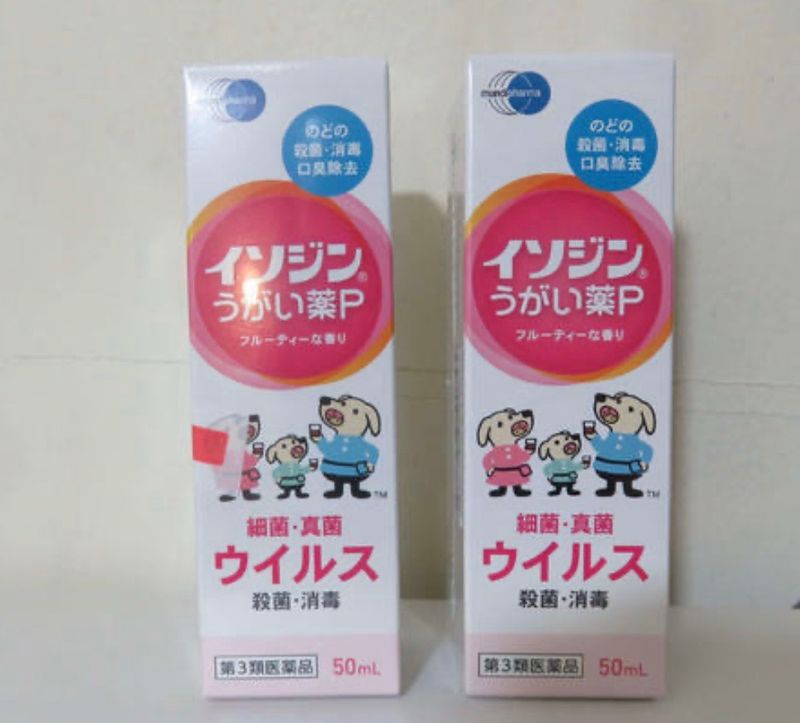 mundipharma
のどの
殺菌・消毒
口臭除去
イソジン®
うがい薬P
フルーティーな香り
TM
細菌・真菌
ウイルス
殺菌・消毒
第3類医薬品 50mL
mundipharma
のどの
殺菌・消毒
口臭除去
イソジン®
うがい薬P
フルーティーな香り
TM
細菌・真菌
ウイルス
殺菌・消毒
第3類医薬品 50mL